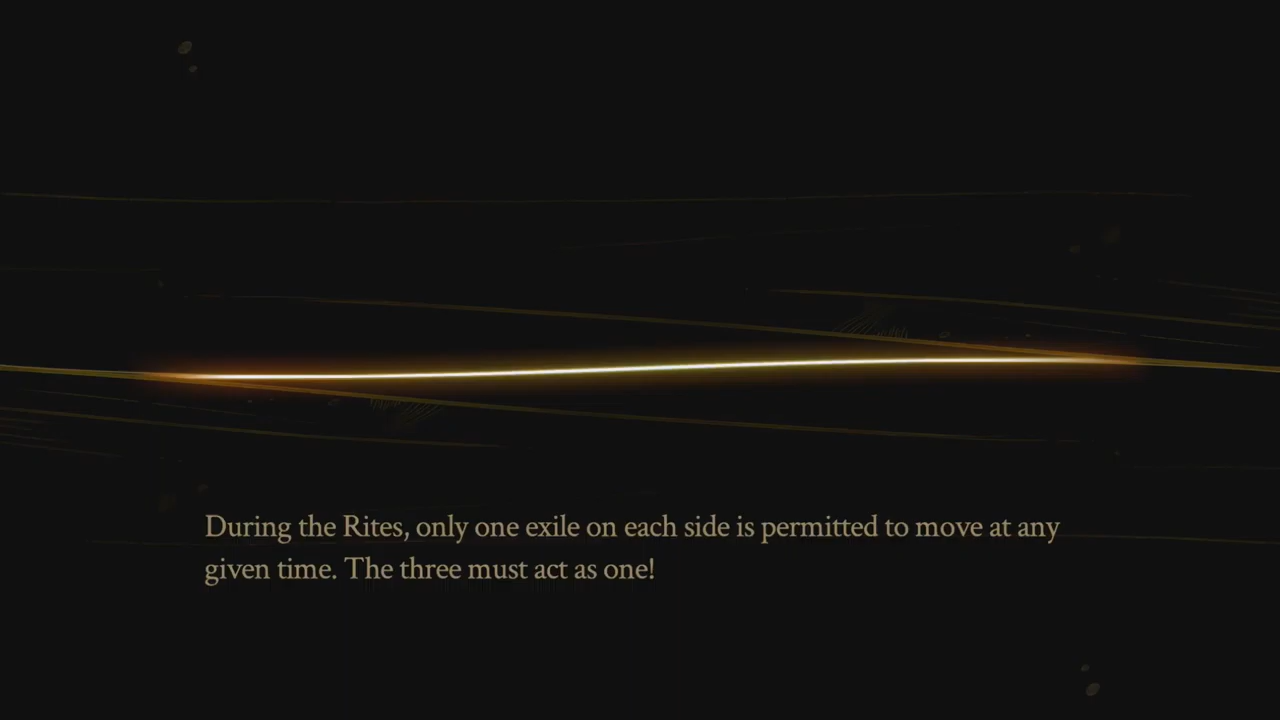 During the Rites, only one exile on each side is permitted to move at any
given time. The three must act as one!